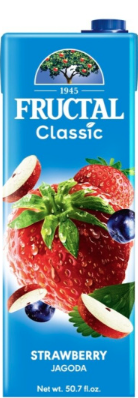 1945
FRUCTAL
Classic
STRAWBERRY
JAGODA
Net wt. 50.7 fl.oz.